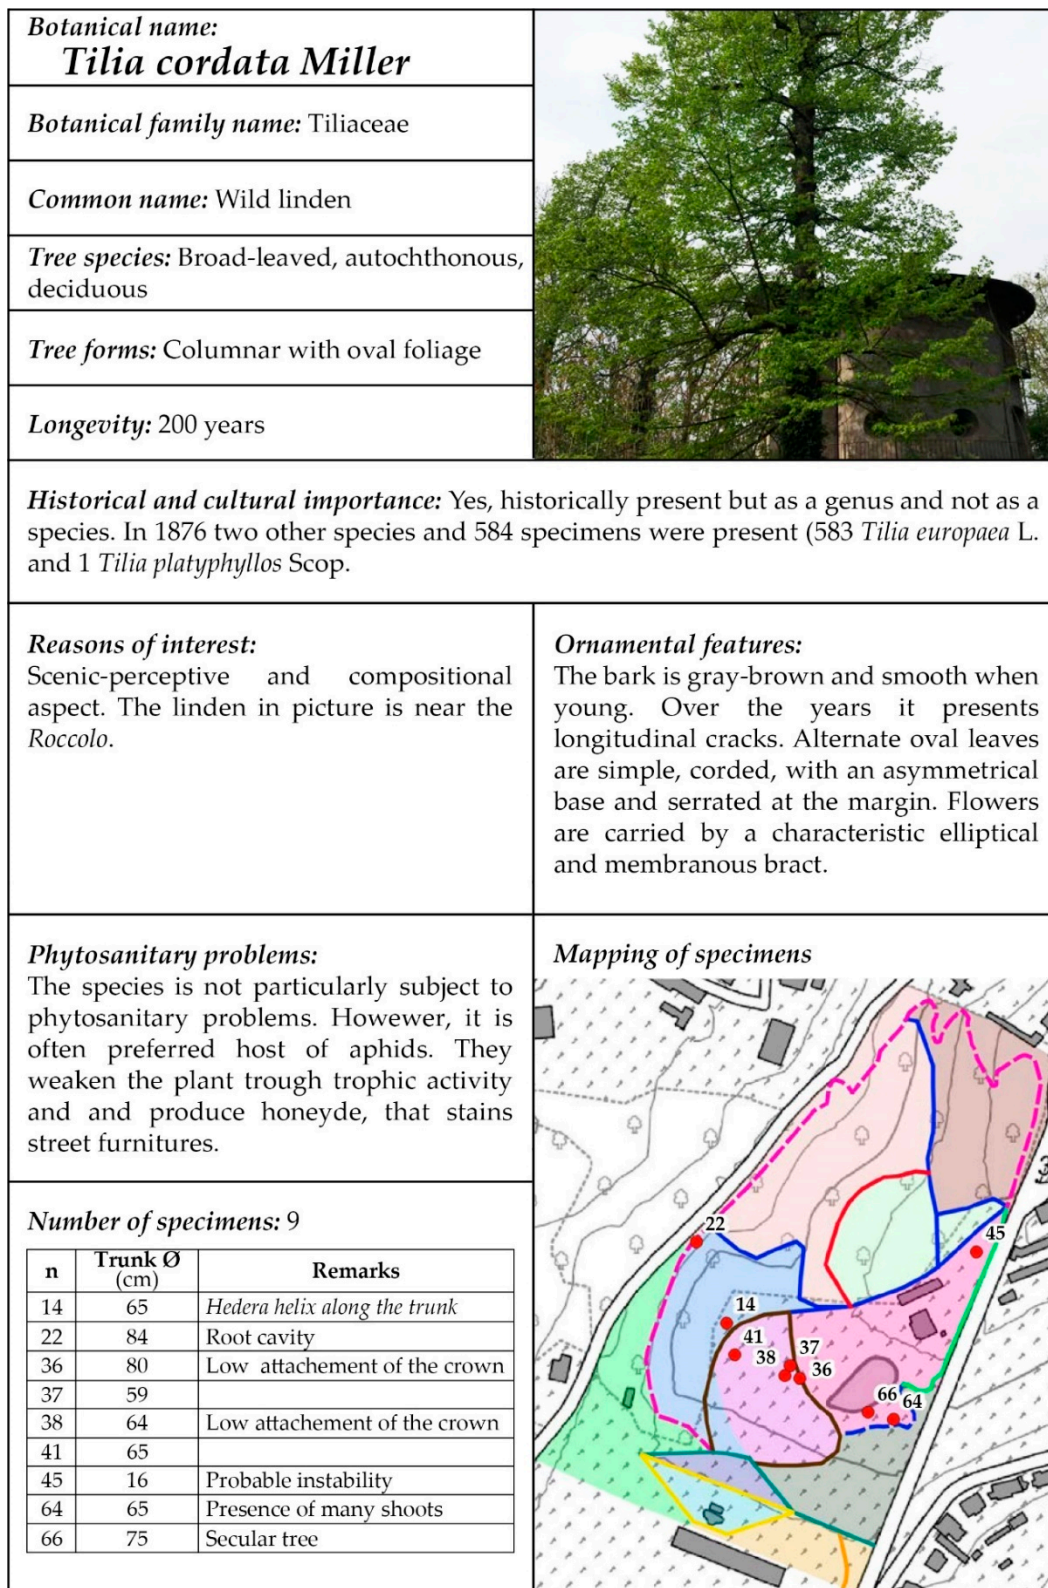 Botanical name:
Tilia cordata Miller
Botanical family name: Tiliaceae
Common name: Wild linden
Tree species: Broad-leaved, autochthonous,
deciduous
Tree forms: Columnar with oval foliage
Longevity: 200 years
Historical and cultural importance: Yes, historically present but as a genus and not as a
species. In 1876 two other species and 584 specimens were present (583 Tilia europaea L.
and 1 Tilia platyphyllos Scop.
Reasons of interest:
Scenic-perceptive and compositional
aspect. The linden in picture is near the
Roccolo.
Ornamental features:
The bark is gray-brown and smooth when
young. Over the years it presents
longitudinal cracks. Alternate oval leaves
are simple, corded, with an asymmetrical
base and serrated at the margin. Flowers
are carried by a characteristic elliptical
and membranous bract.
Phytosanitary problems:
The species is not particularly subject to
phytosanitary problems. Howewer, it is
often preferred host of aphids. They
weaken the plant trough trophic activity
and and produce honeyde, that stains
street furnitures.
Number of specimens: 9
n Trunk Ø (cm) Remarks
14 65 Hedera helix along the trunk
22 84 Root cavity
36 80 Low attachement of the crown
37 59
38 64 Low attachement of the crown
41 65
45 16 Probable instability
64 65 Presence of many shoots
66 75 Secular tree
Mapping of specimens
22
45
14
41
37
38
36
66
64